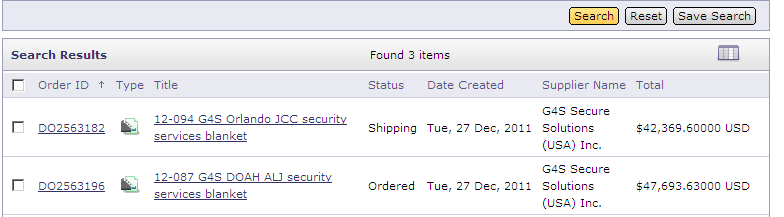 Search Reset Save Search
Search Results Found 3 items
Order ID ↑ Type Title Status Date Created Supplier Name Total
DO2563182 12-094 G4S Orlando JCC security services blanket Shipping Tue, 27 Dec, 2011 G4S Secure Solutions (USA) Inc. $42,369.60000 USD
DO2563196 12-087 G4S DOAH ALJ security services blanket Ordered Tue, 27 Dec, 2011 G4S Secure Solutions (USA) Inc. $47,693.63000 USD